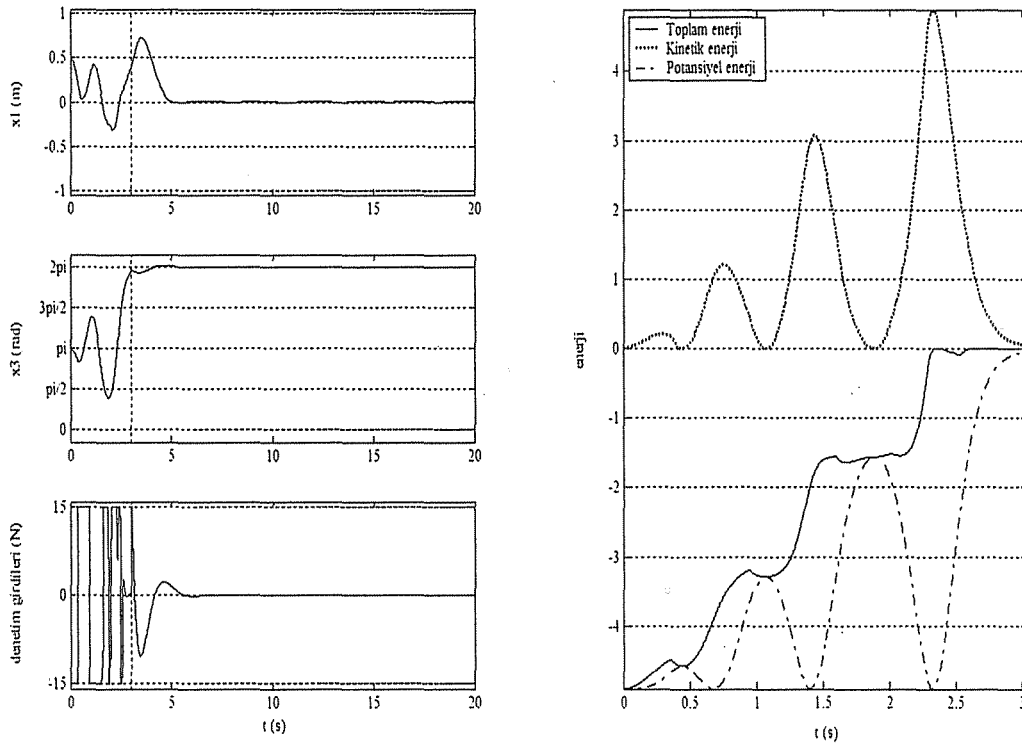 1
0.5
0
-0.5
-1
x1 (m)
0 5 10 15 20
2pi
3pi/2
pi
pi/2
0
x3 (rad)
0 5 10 15 20
15
0
-15
denetim girdileri (N)
0 5 10 15 20
t (s)
Toplam enerji
Kinetik enerji
Potansiyel enerji
4
3
2
1
0
-1
-2
-3
-4
enerji
0 0.5 1 1.5 2 2.5 3
t (s)